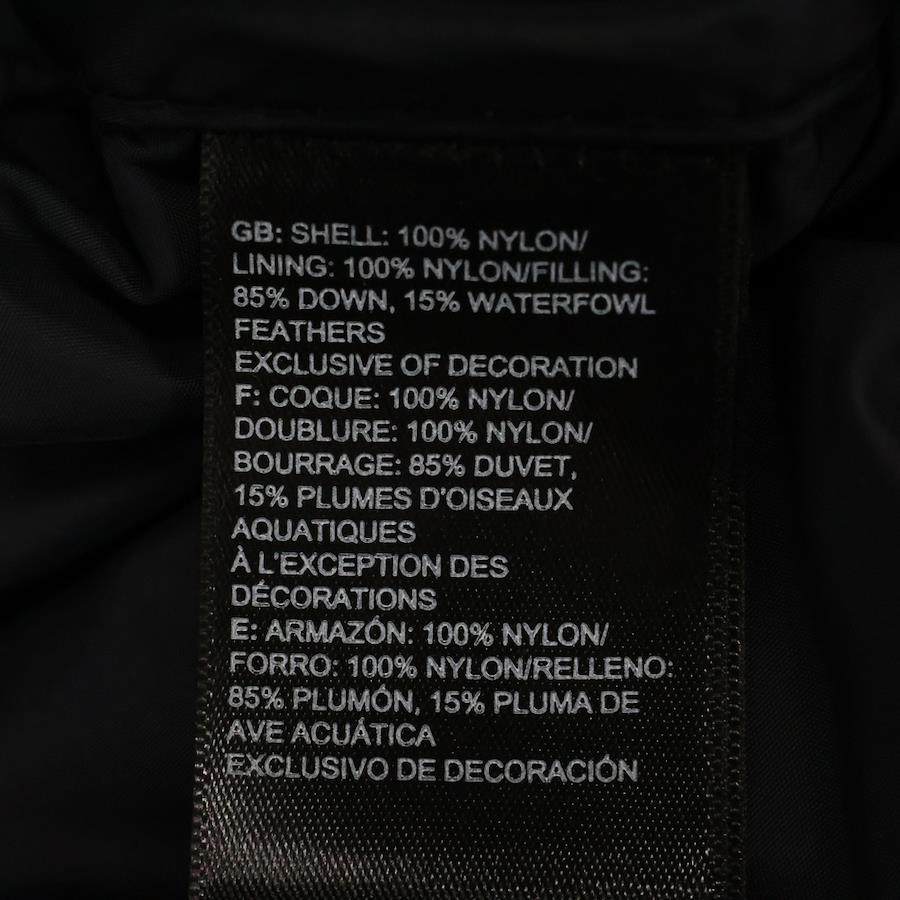 GB: SHELL: 100% NYLON/
LINING: 100% NYLON/FILLING:
85% DOWN, 15% WATERFOWL
FEATHERS
EXCLUSIVE OF DECORATION
F: COQUE: 100% NYLON/
DOUBLURE: 100% NYLON/
BOURRAGE: 85% DUVET,
15% PLUMES D'OISEAUX
AQUATIQUES
À L'EXCEPTION DES
DÉCORATIONS
E: ARMAZÓN: 100% NYLON/
FORRO: 100% NYLON/RELLENO:
85% PLUMÓN, 15% PLUMA DE
AVE ACUÁTICA
EXCLUSIVO DE DECORACIÓN